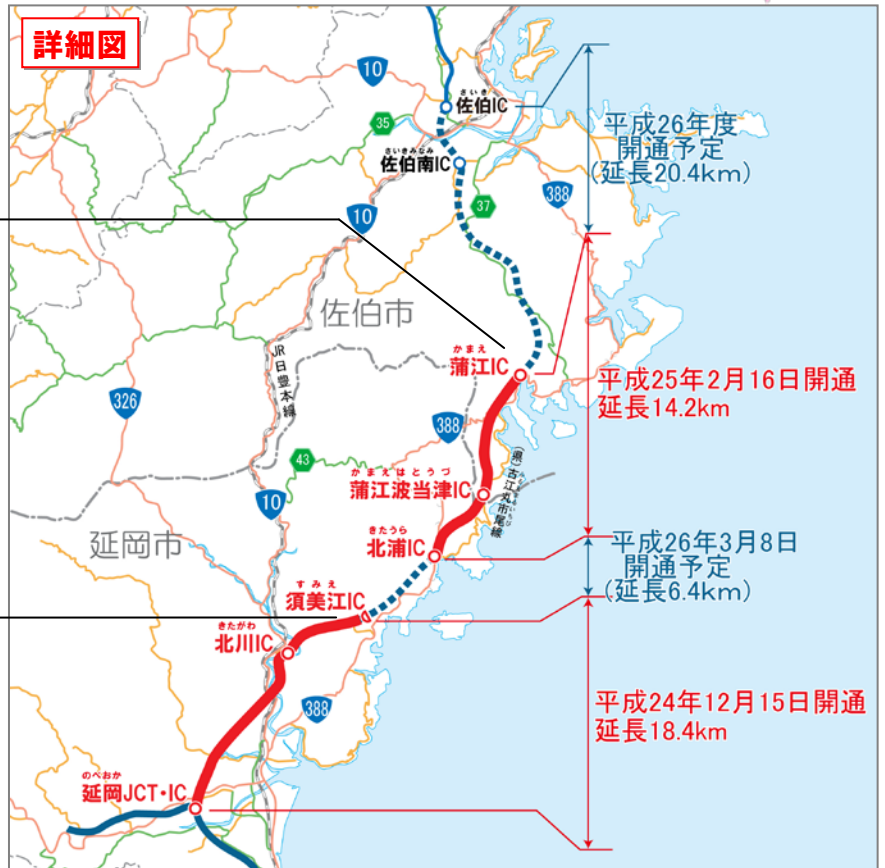 詳細図
10
さいき
佐伯IC
35
さいきみなみ
佐伯南IC
平成26年度
開通予定
(延長20.4km)
388
37
10
佐伯市
かまえ
蒲江IC
JR日豊本線
平成25年2月16日開通
延長14.2km
326
388
43
かまえはとうづ
蒲江波当津IC
(県)古江丸市尾線
10
きたうら
北浦IC
延岡市
平成26年3月8日
開通予定
(延長6.4km)
すみえ
須美江IC
きたがわ
北川IC
388
平成24年12月15日開通
延長18.4km
のべおか
延岡JCT・IC